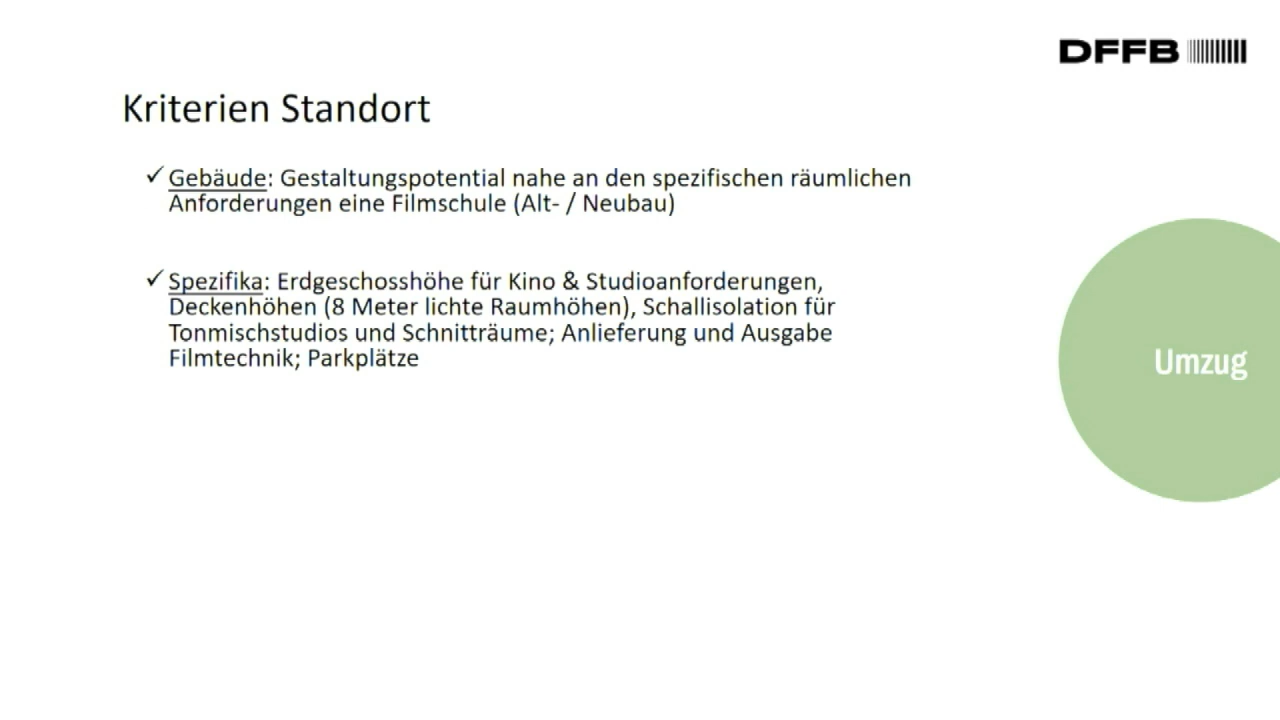 DFFB
Kriterien Standort
✓ Gebäude: Gestaltungspotential nahe an den spezifischen räumlichen
Anforderungen eine Filmschule (Alt- / Neubau)
✓ Spezifika: Erdgeschosshöhe für Kino & Studioanforderungen,
Deckenhöhen (8 Meter lichte Raumhöhen), Schallisolation für
Tonmischstudios und Schnitträume; Anlieferung und Ausgabe
Filmtechnik; Parkplätze
Umzug